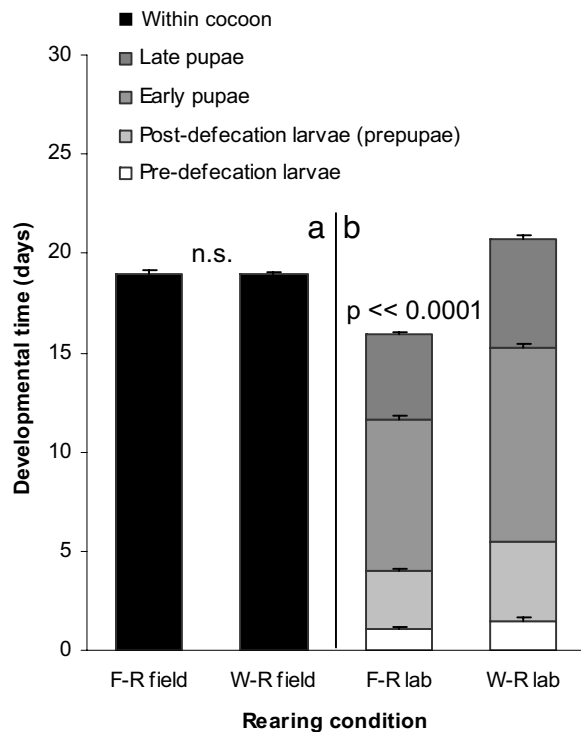 Within cocoon
Late pupae
Early pupae
Post-defecation larvae (prepupae)
Pre-defecation larvae
Developmental time (days)
30
25
20
15
10
5
0
n.s.
a
b
p << 0.0001
F-R field
W-R field
F-R lab
W-R lab
Rearing condition